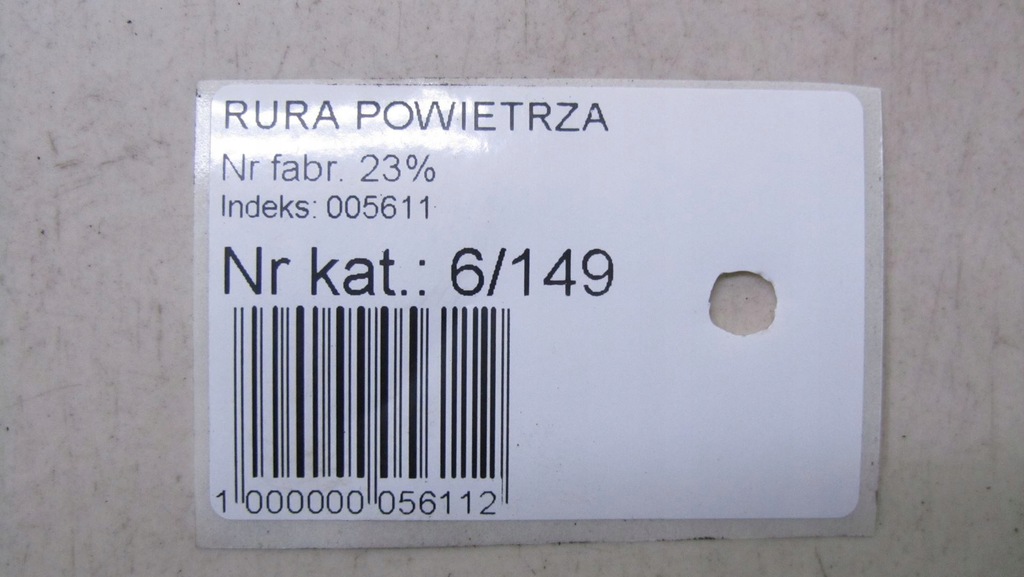 RURA POWIETRZA
Nr fabr. 23%
Indeks: 005611
Nr kat.: 6/149
1 000000 056112